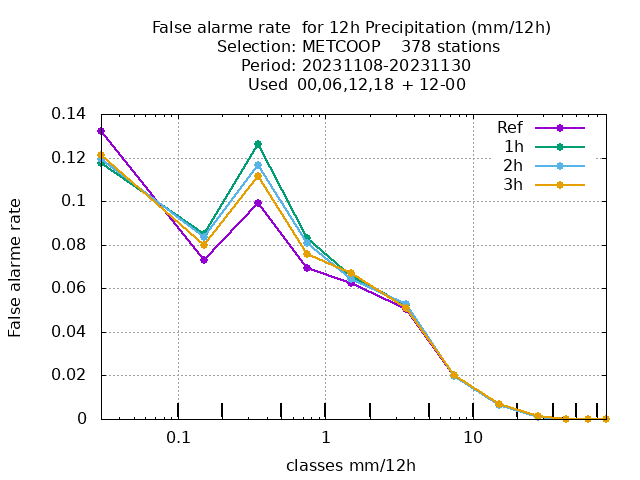 False alarme rate  for 12h Precipitation (mm/12h)
Selection: METCOOP    378 stations
Period: 20231108-20231130
Used  00,06,12,18 + 12-00
Ref
1h
2h
3h
False alarme rate
0.14
0.12
0.1
0.08
0.06
0.04
0.02
0
0.1 1 10
classes mm/12h